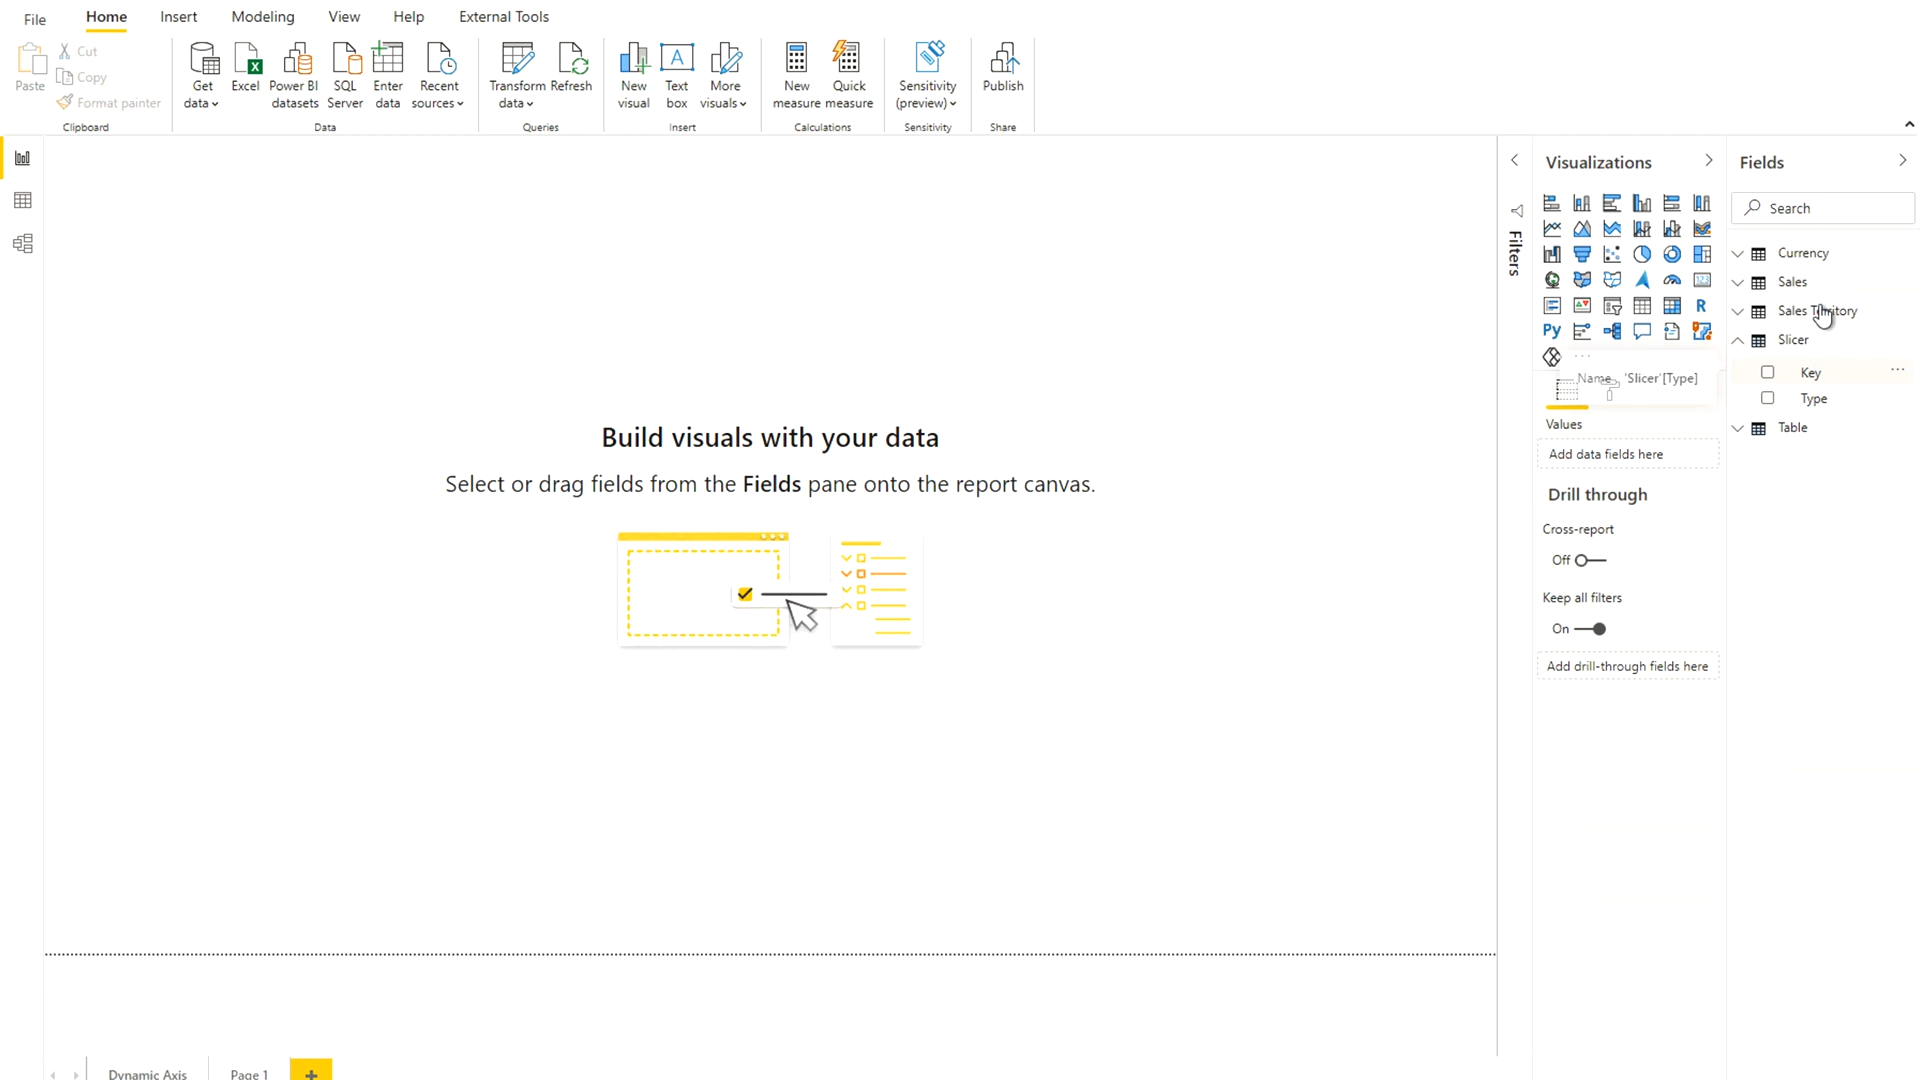 File
Home
Insert
Modeling
View
Help
External Tools
Paste
Cut
Copy
Format painter
Clipboard
Get data
Excel
Power BI datasets
SQL Server
Enter data
Recent sources
Data
Transform data
Refresh
Queries
New visual
A
Text box
More visuals
Insert
New measure
Quick measure
Calculations
Sensitivity (preview)
Sensitivity
Publish
Share
Build visuals with your data
Select or drag fields from the Fields pane onto the report canvas.
Filters
Visualizations
123
R
Py
...
Name 'Slicer'[Type]
Values
Add data fields here
Drill through
Cross-report
Off
Keep all filters
On
Add drill-through fields here
Fields
Search
Currency
Sales
Sales Territory
Slicer
Key
...
Type
Table
Dynamic Axis
Page 1
+